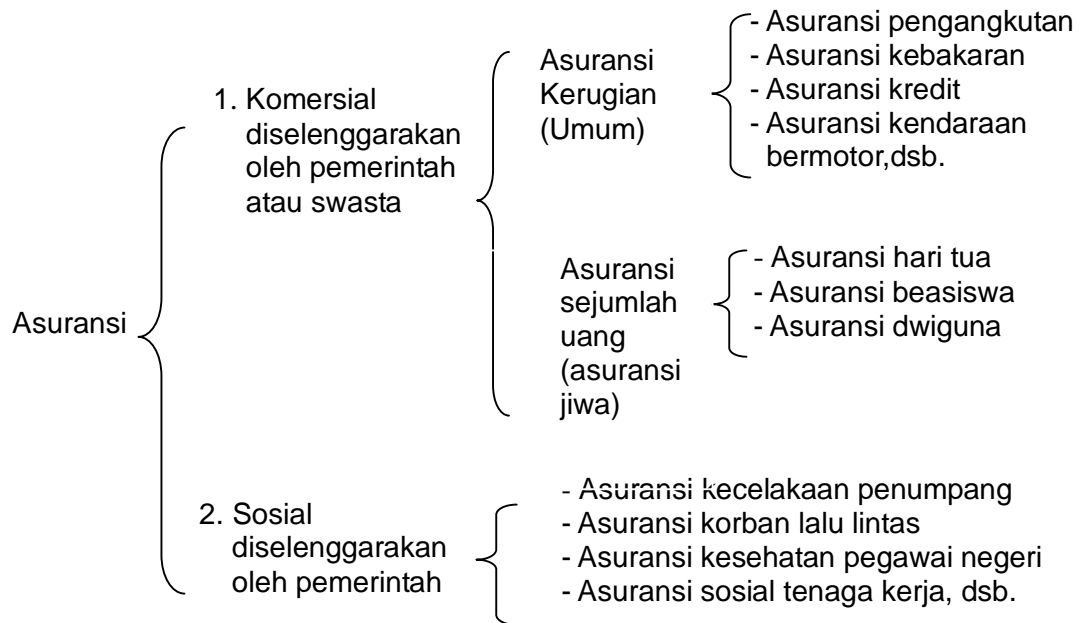 Asuransi
1. Komersial
diselenggarakan
oleh pemerintah
atau swasta
Asuransi
Kerugian
(Umum)
- Asuransi pengangkutan
- Asuransi kebakaran
- Asuransi kredit
- Asuransi kendaraan
bermotor,dsb.
Asuransi
sejumlah
uang
(asuransi
jiwa)
- Asuransi hari tua
- Asuransi beasiswa
- Asuransi dwiguna
2. Sosial
diselenggarakan
oleh pemerintah
- Asuransi kecelakaan penumpang
- Asuransi korban lalu lintas
- Asuransi kesehatan pegawai negeri
- Asuransi sosial tenaga kerja, dsb.